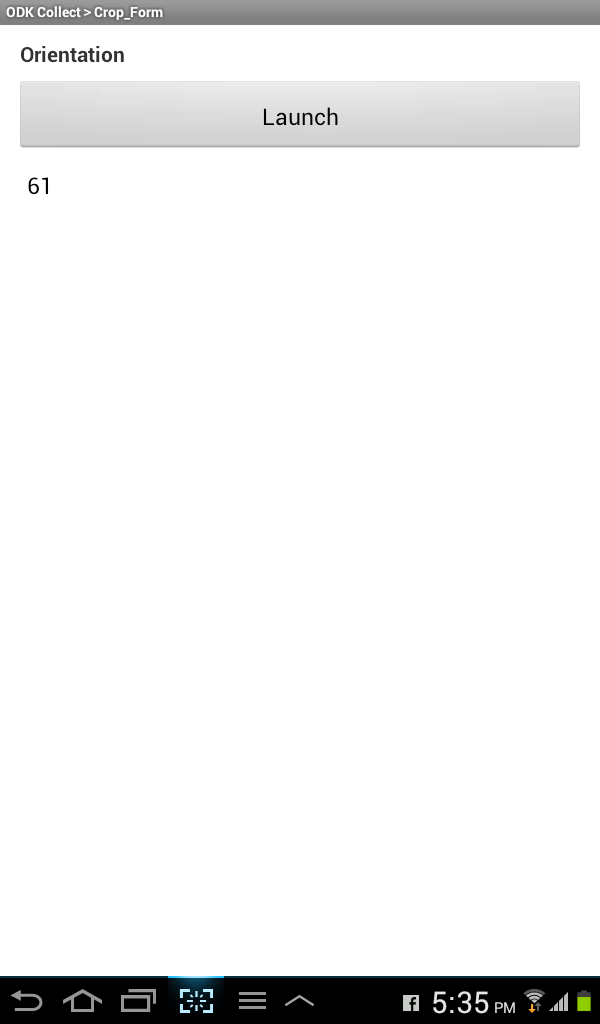 ODK Collect > Crop_Form
Orientation
Launch
61
5:35 PM